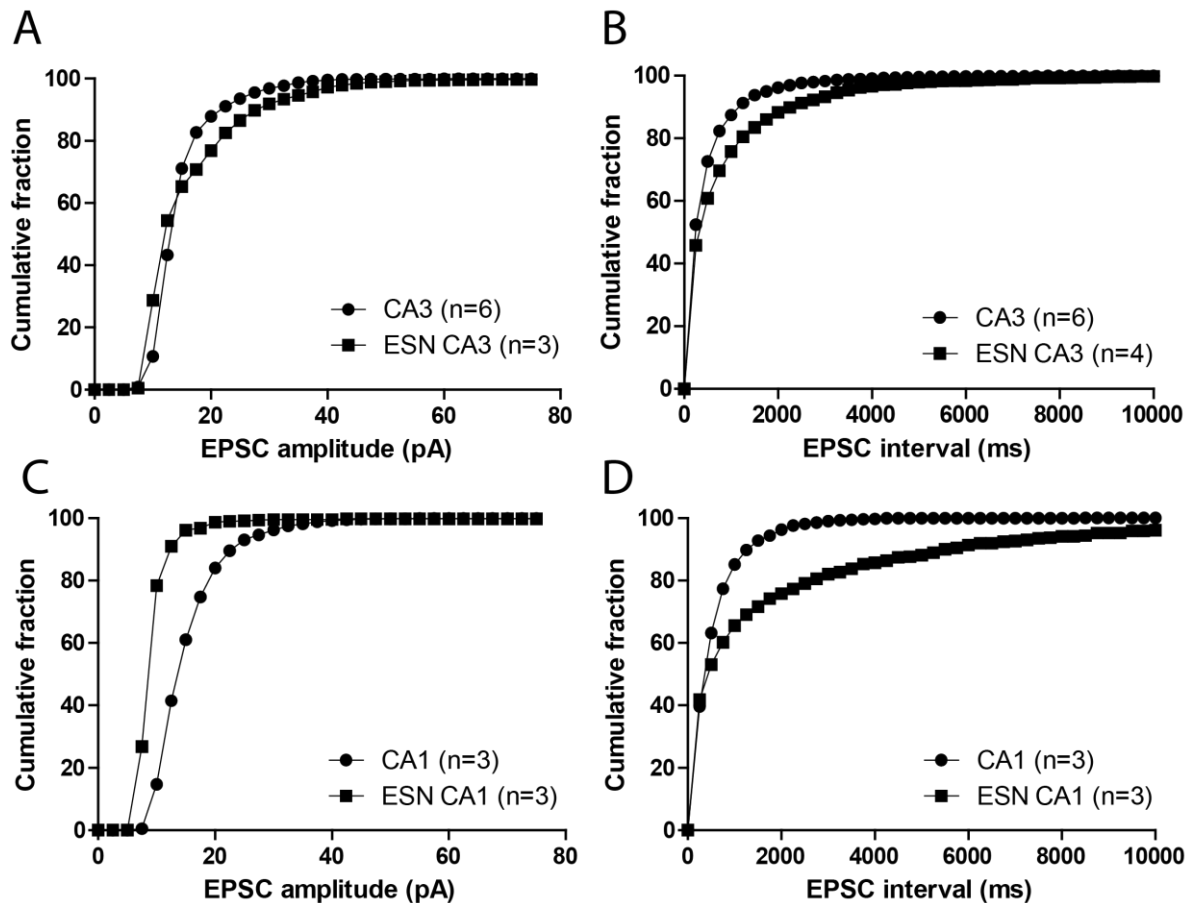 A
100
80
60
40
20
0
Cumulative fraction
CA3 (n=6)
ESN CA3 (n=3)
0 20 40 60 80
EPSC amplitude (pA)
B
100
80
60
40
20
0
Cumulative fraction
CA3 (n=6)
ESN CA3 (n=4)
0 2000 4000 6000 8000 10000
EPSC interval (ms)
C
100
80
60
40
20
0
Cumulative fraction
CA1 (n=3)
ESN CA1 (n=3)
0 20 40 60 80
EPSC amplitude (pA)
D
100
80
60
40
20
0
Cumulative fraction
CA1 (n=3)
ESN CA1 (n=3)
0 2000 4000 6000 8000 10000
EPSC interval (ms)